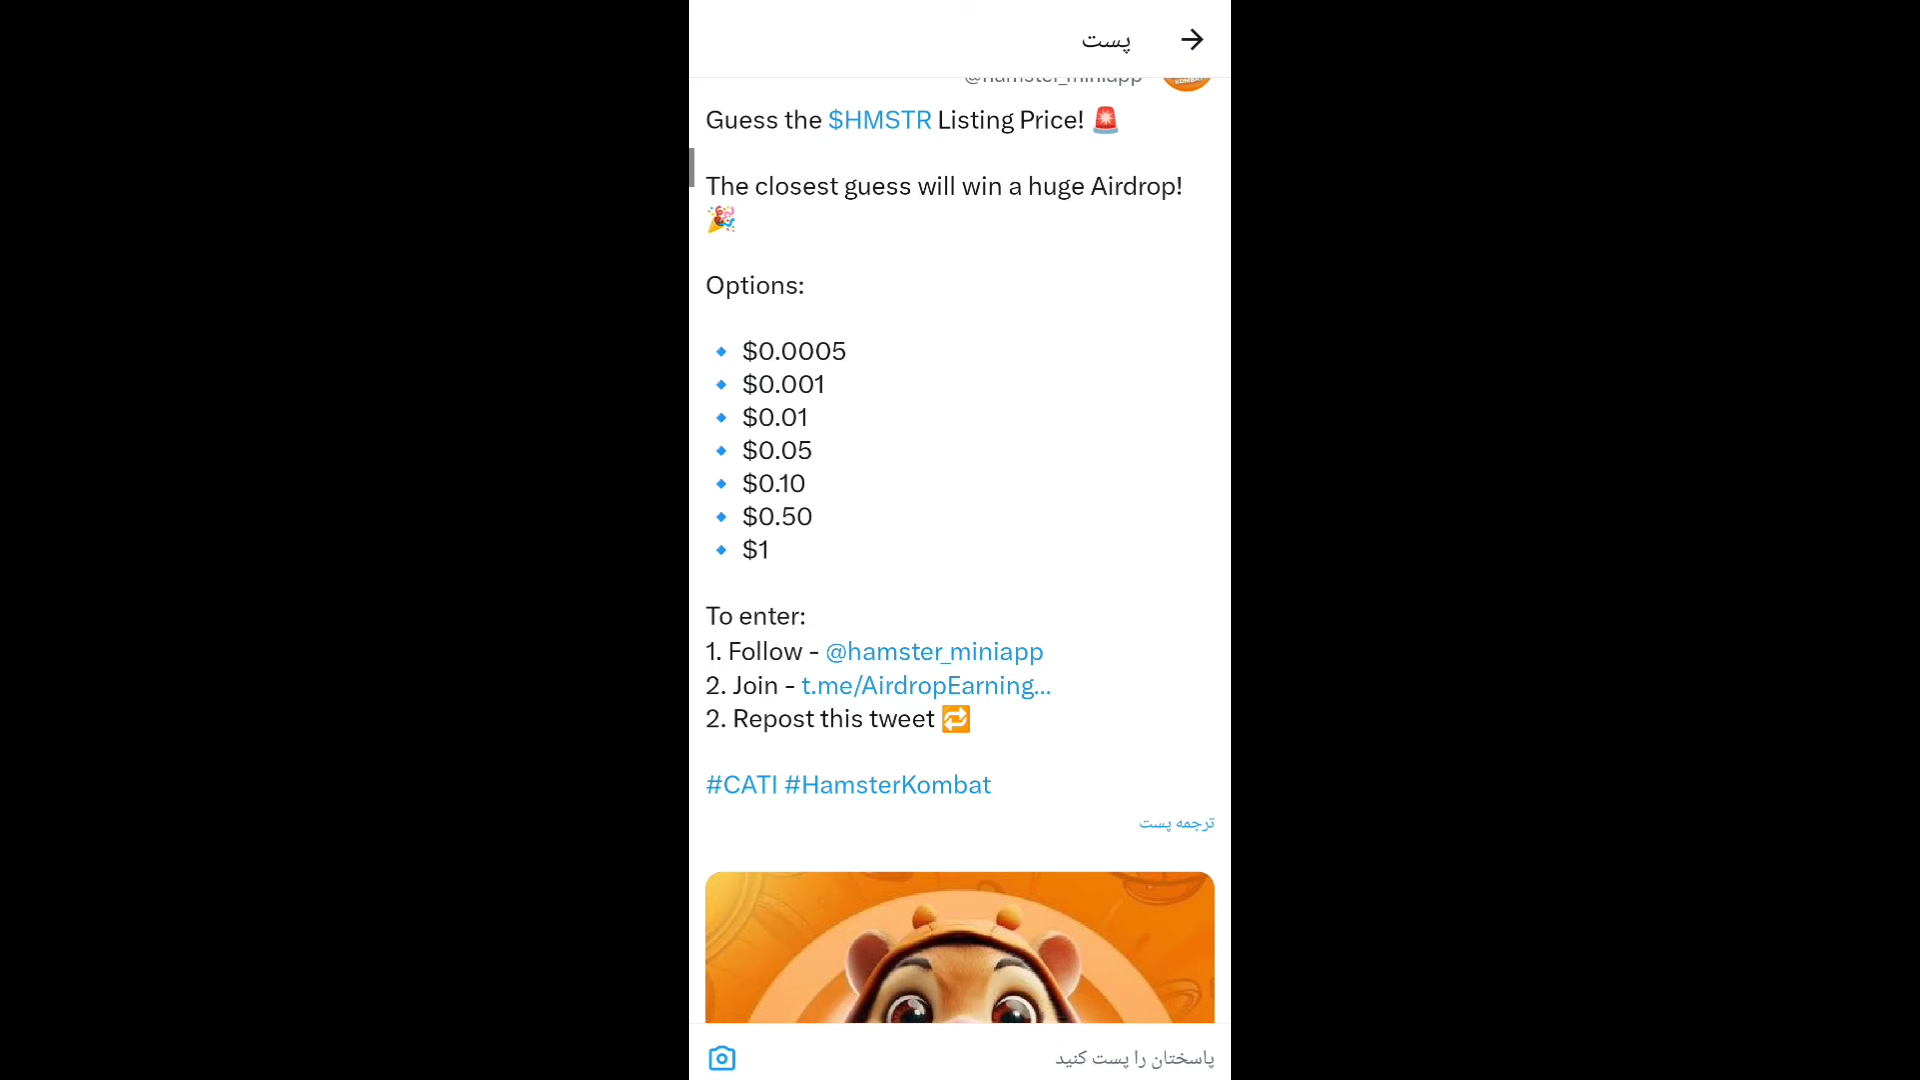 پست
@hamster_miniapp
Guess the $HMSTR Listing Price! 🚨
The closest guess will win a huge Airdrop!
🎉
Options:
🔹 $0.0005
🔹 $0.001
🔹 $0.01
🔹 $0.05
🔹 $0.10
🔹 $0.50
🔹 $1
To enter:
1. Follow - @hamster_miniapp
2. Join - t.me/AirdropEarning...
2. Repost this tweet 🔁
#CATI #HamsterKombat
ترجمه پست
پاسختان را پست کنید